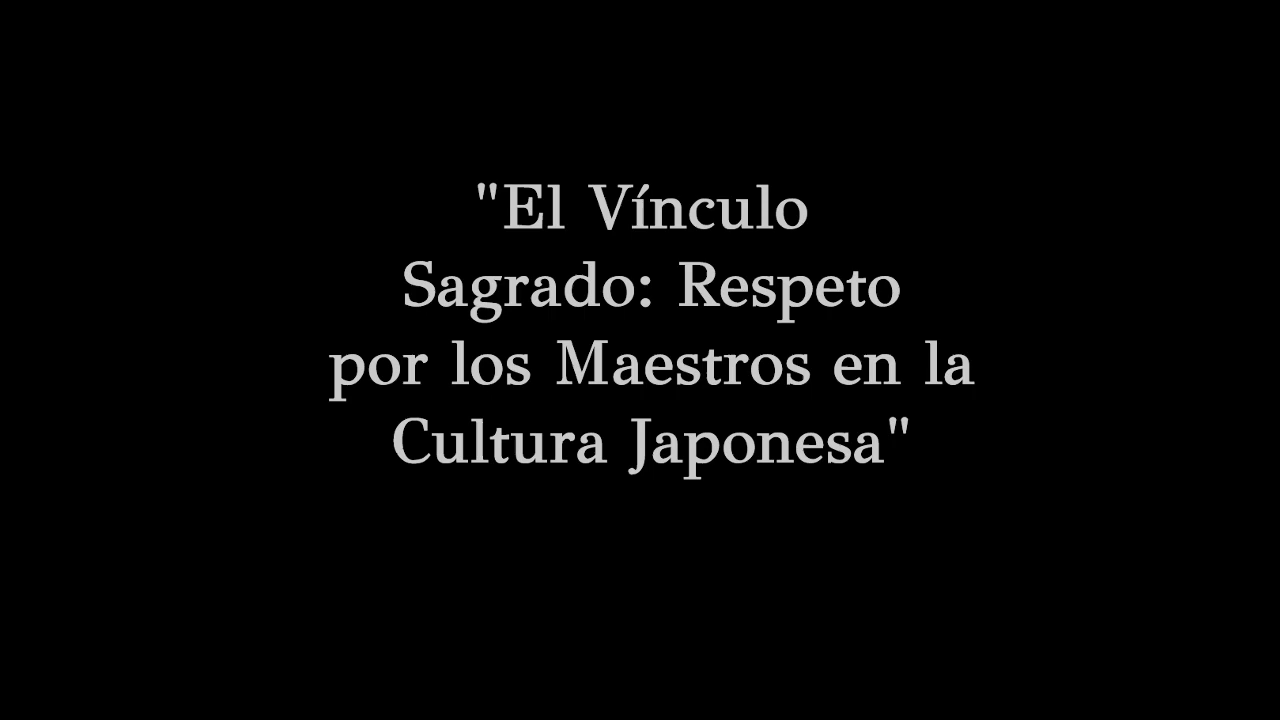 "El Vínculo
Sagrado: Respeto
por los Maestros en la
Cultura Japonesa"